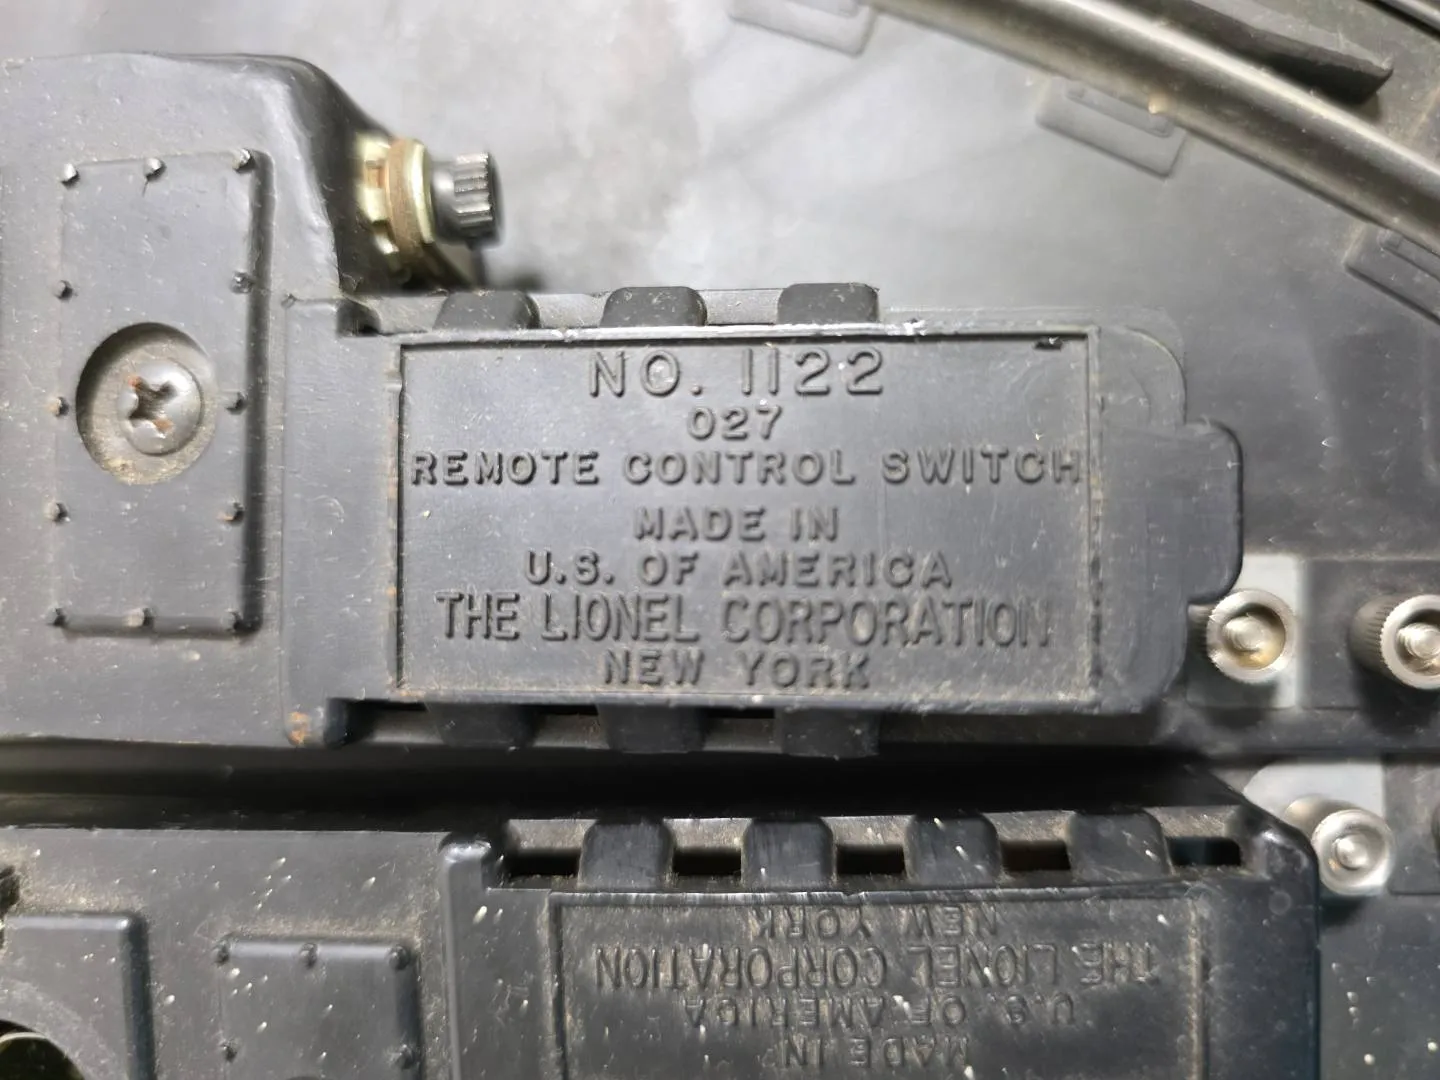 NO. 1122
027
REMOTE CONTROL SWITCH
MADE IN
U.S. OF AMERICA
THE LIONEL CORPORATION
NEW YORK
MADE IN
U.S. OF AMERICA
THE LIONEL CORPORATION
NEW YORK